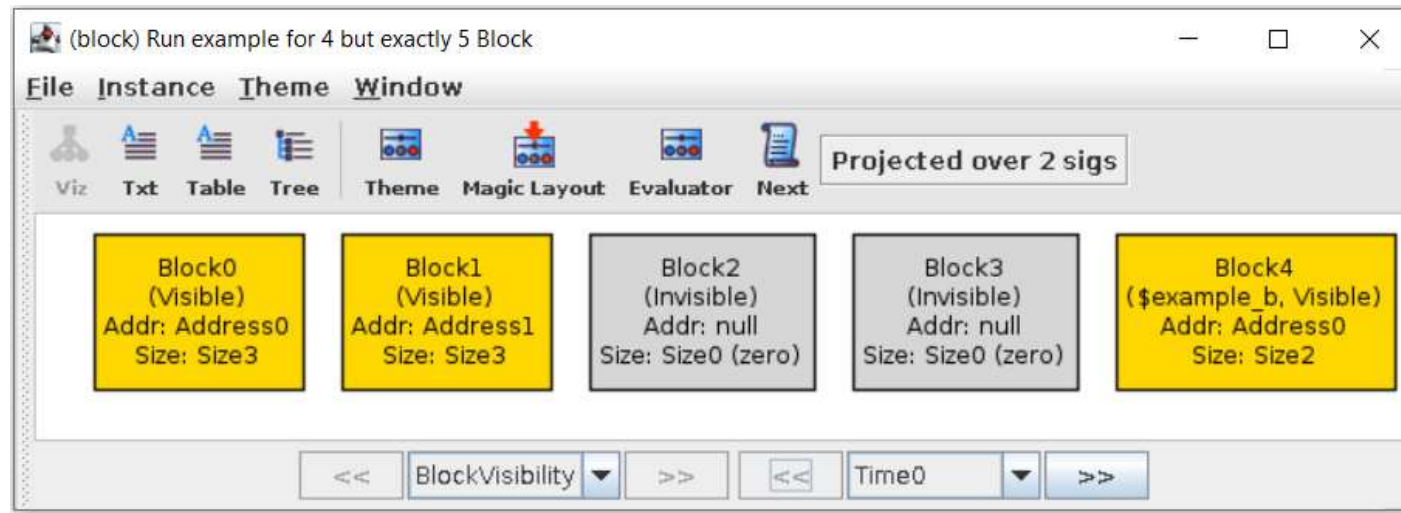 (block) Run example for 4 but exactly 5 Block
File Instance Theme Window
Viz Txt Table Tree Theme Magic Layout Evaluator Next Projected over 2 sigs
Block0
(Visible)
Addr: Address0
Size: Size3
Block1
(Visible)
Addr: Address1
Size: Size3
Block2
(Invisible)
Addr: null
Size: Size0 (zero)
Block3
(Invisible)
Addr: null
Size: Size0 (zero)
Block4
($example_b, Visible)
Addr: Address0
Size: Size2
<< BlockVisibility >> << Time0 >>